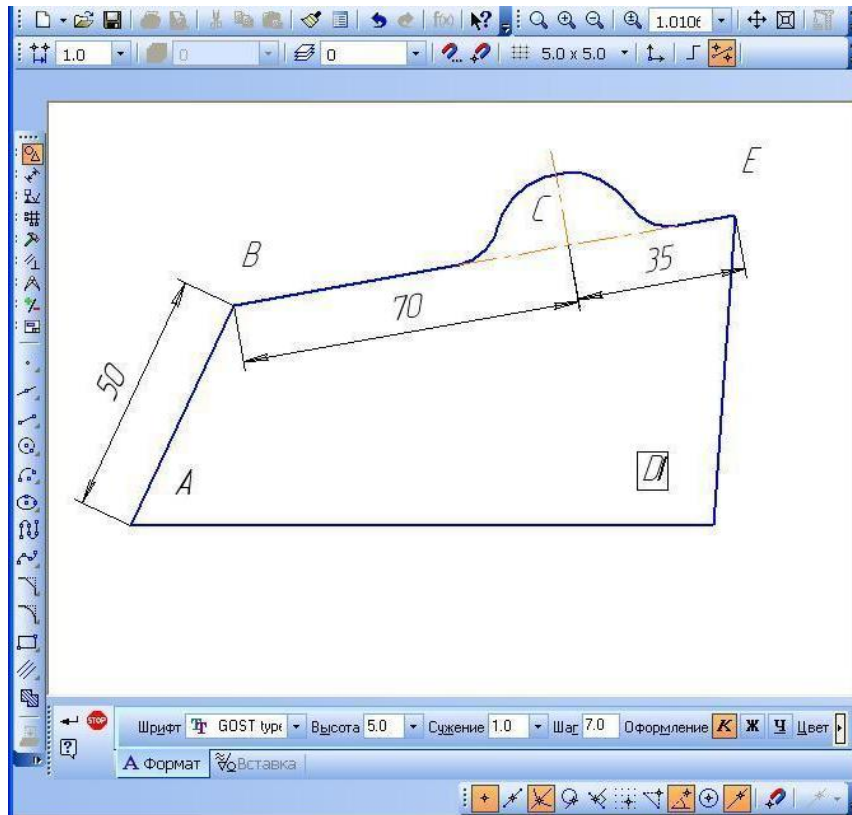 f(x) 1.0106
1.0 0 0 5.0 x 5.0
E
C
B
35
70
50
A
D
STOP Шрифт GOST type Высота 5.0 Сужение 1.0 Шаг 7.0 Оформление К Ж Ч Цвет
А Формат Вставка